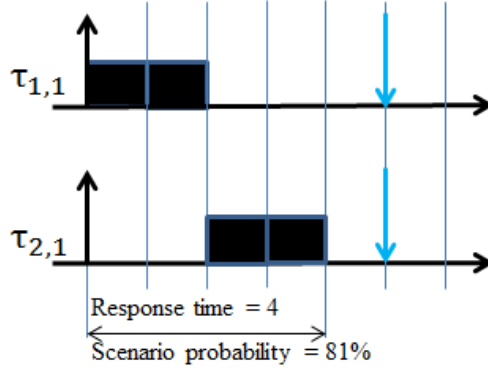 τ1,1
τ2,1
Response time = 4
Scenario probability = 81%